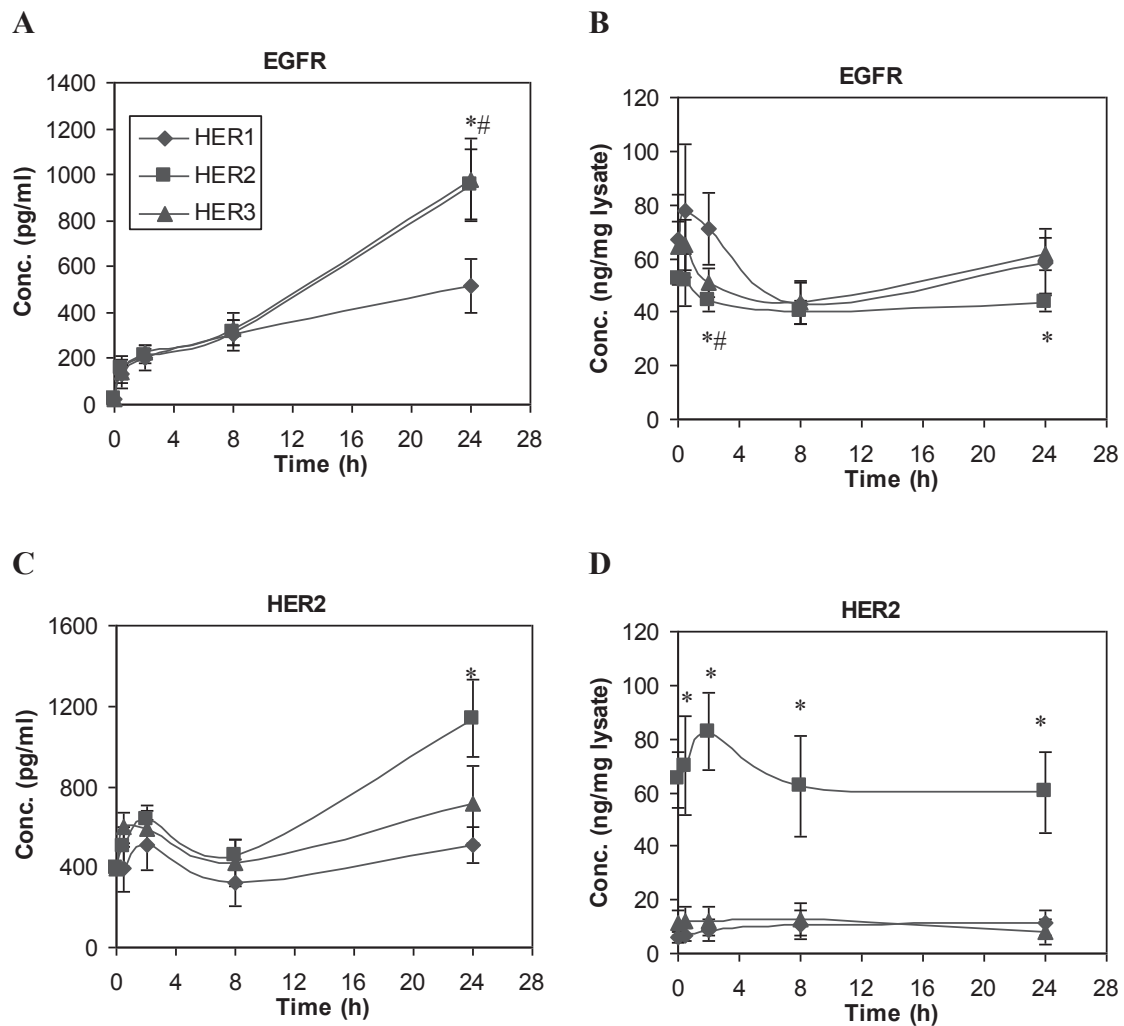 A
EGFR
Conc. (pg/ml)
1400
1200
1000
800
600
400
200
0
HER1
HER2
HER3
*#
0 4 8 12 16 20 24 28
Time (h)
B
EGFR
Conc. (ng/mg lysate)
120
100
80
60
40
20
0
*#
*
0 4 8 12 16 20 24 28
Time (h)
C
HER2
Conc. (pg/ml)
1600
1200
800
400
0
*
0 4 8 12 16 20 24 28
Time (h)
D
HER2
Conc. (ng/mg lysate)
120
100
80
60
40
20
0
* * * *
0 4 8 12 16 20 24 28
Time (h)